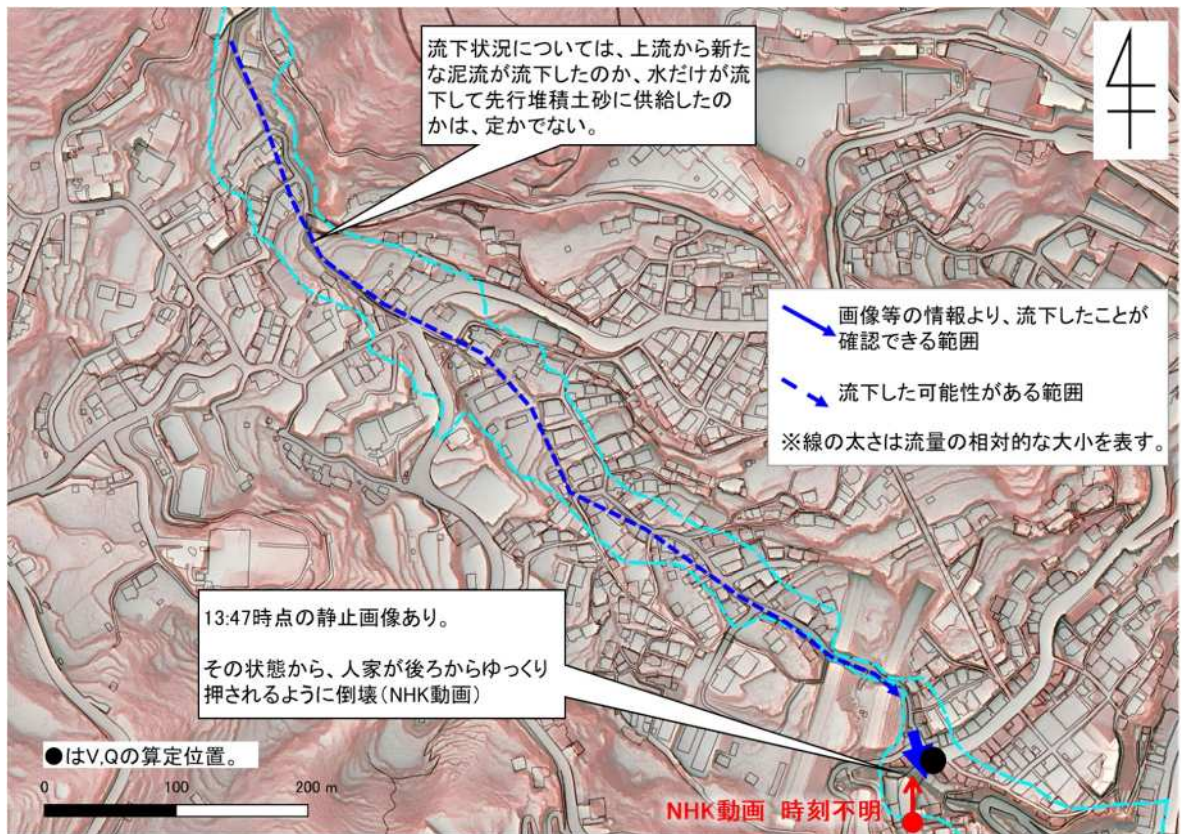 流下状況については、上流から新た
な泥流が流下したのか、水だけが流
下して先行堆積土砂に供給したの
かは、定かでない。
画像等の情報より、流下したことが
確認できる範囲
流下した可能性がある範囲
※線の太さは流量の相対的な大小を表す。
13:47時点の静止画像あり。
その状態から、人家が後ろからゆっくり
押されるように倒壊(NHK動画)
●はV,Qの算定位置。
0 100 200 m
NHK動画 時刻不明